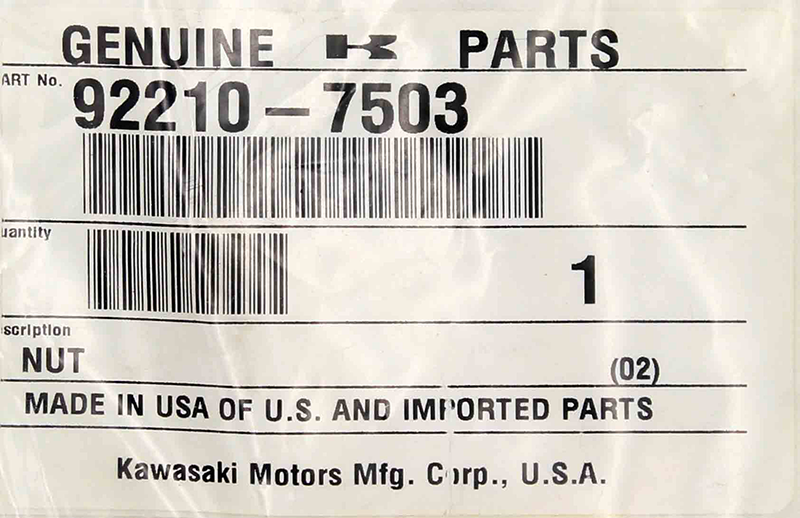 GENUINE K PARTS
ART No.
92210-7503
uantity
1
scription
NUT
(02)
MADE IN USA OF U.S. AND IMPORTED PARTS
Kawasaki Motors Mfg. Corp., U.S.A.